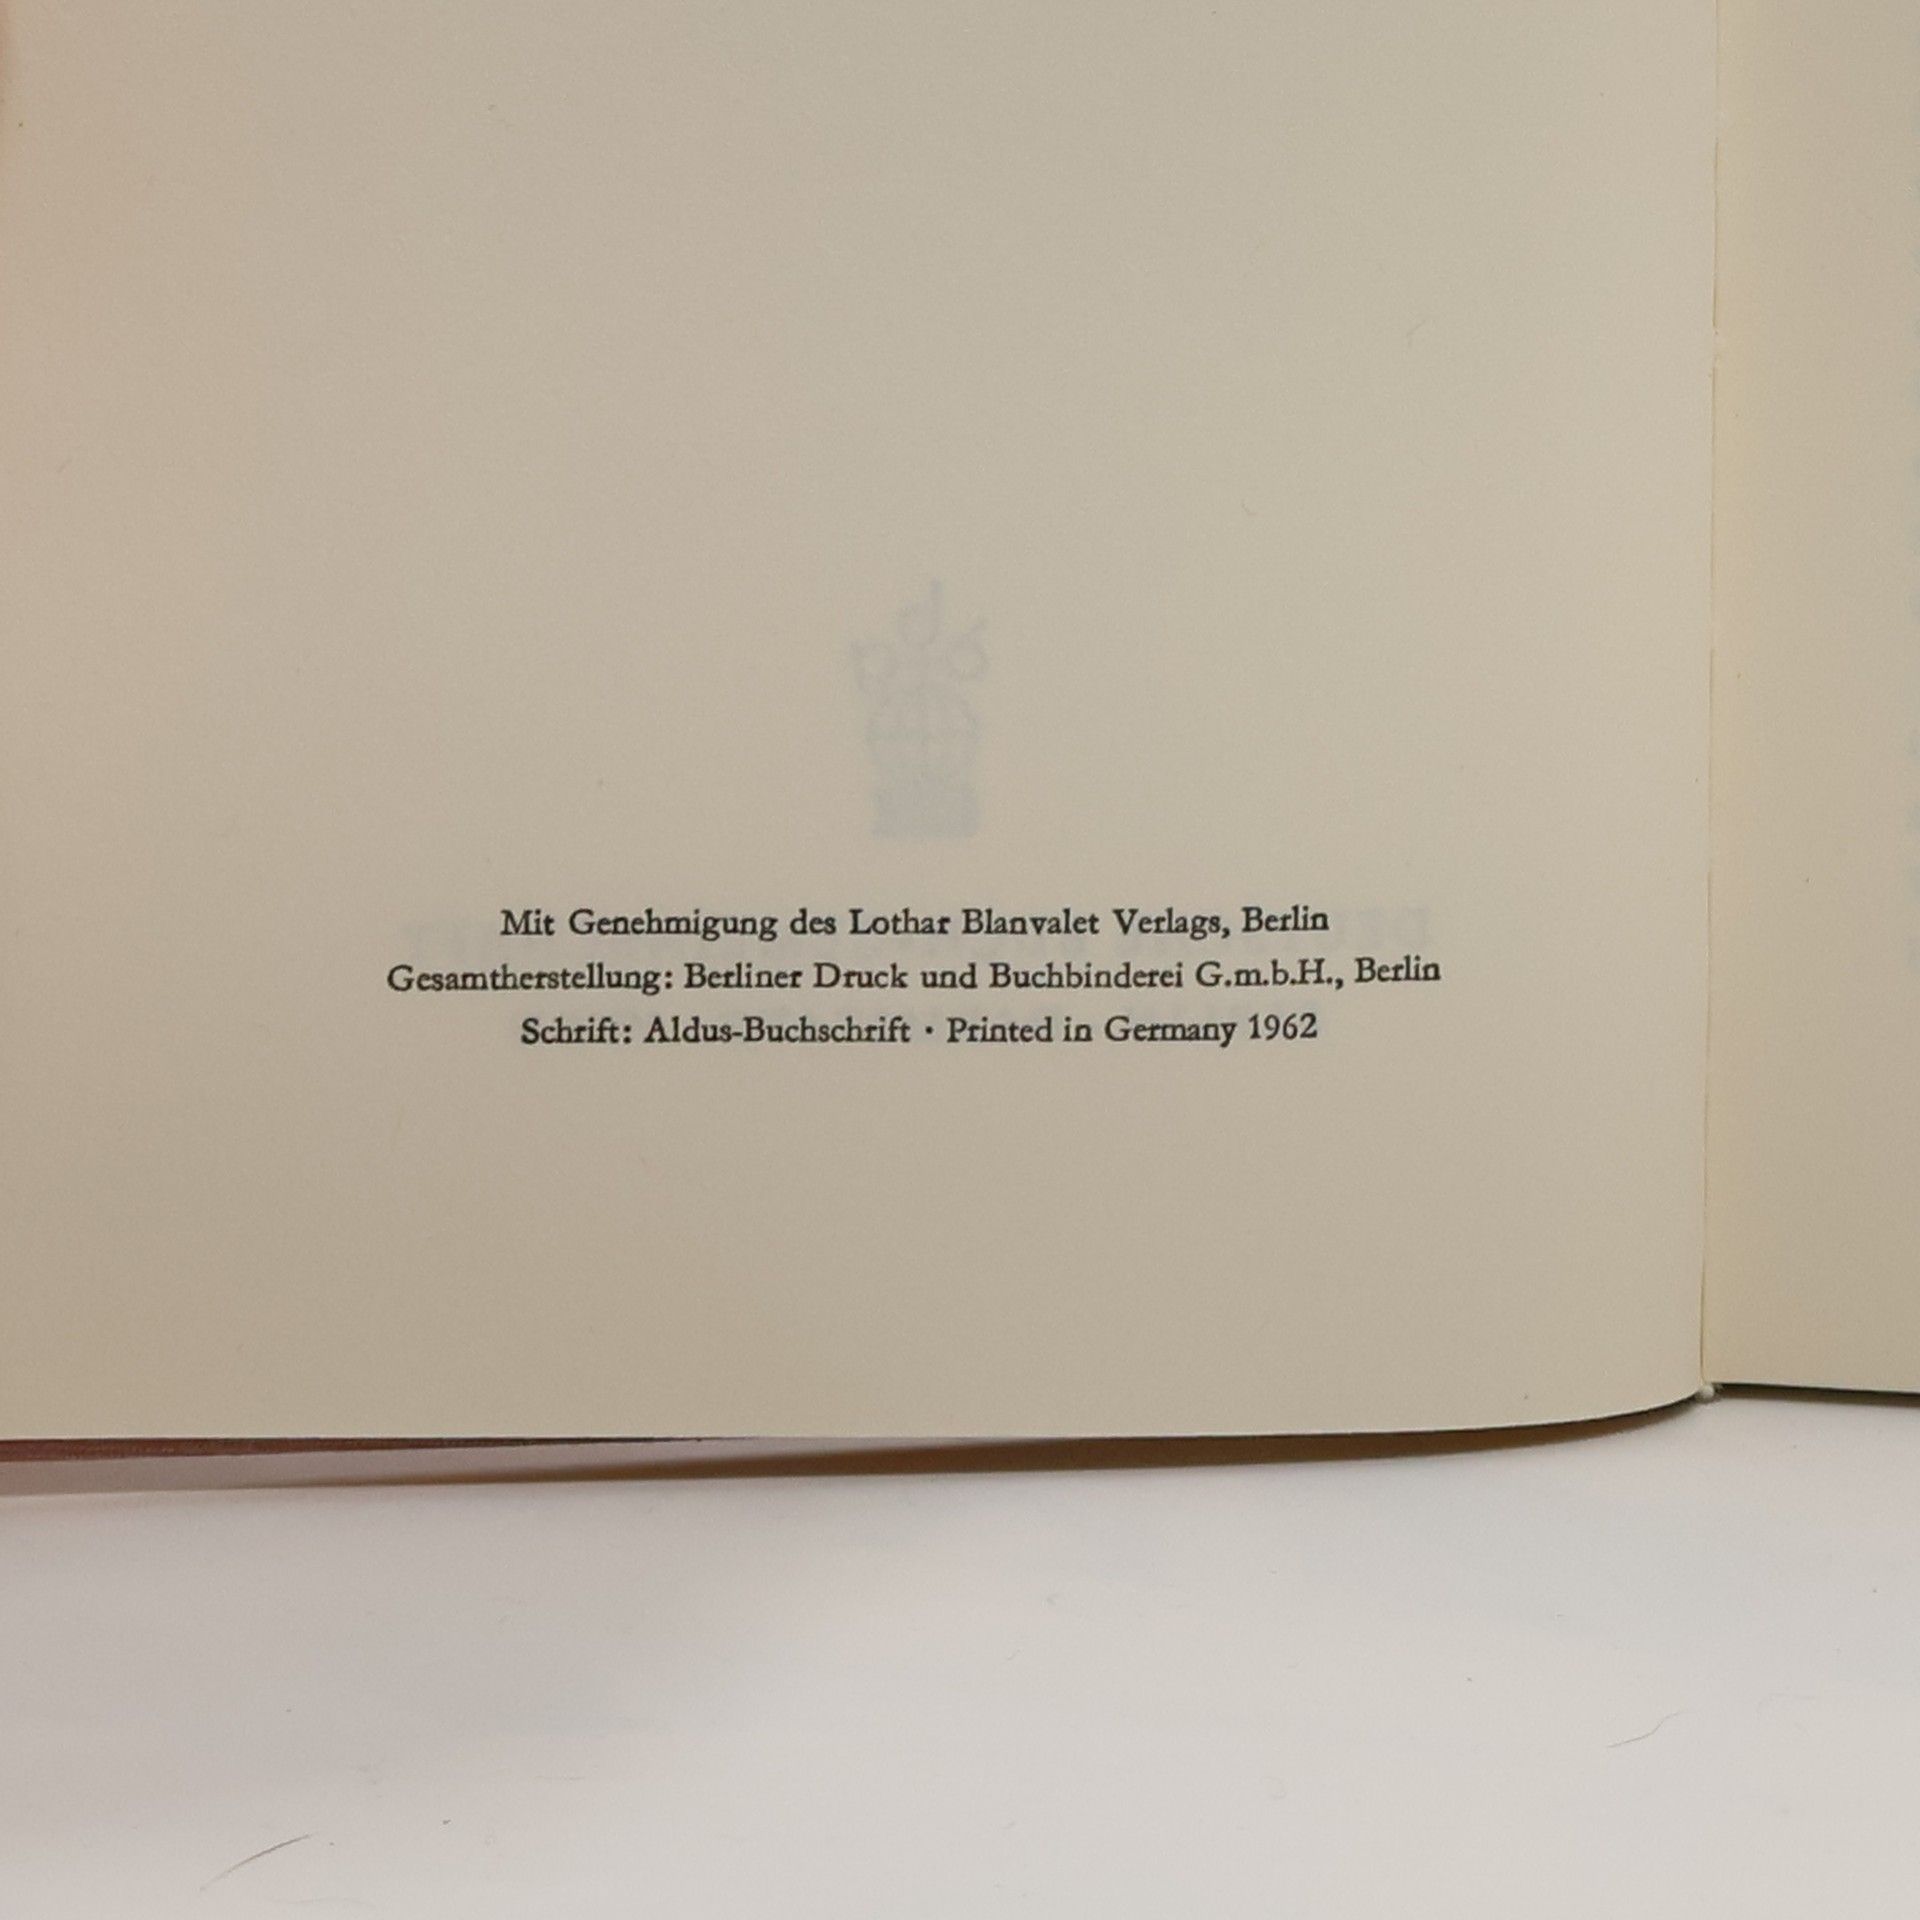 Mit Genehmigung des Lothar Blanvalet Verlags, Berlin
Gesamtherstellung: Berliner Druck und Buchbinderei G.m.b.H., Berlin
Schrift: Aldus-Buchschrift · Printed in Germany 1962